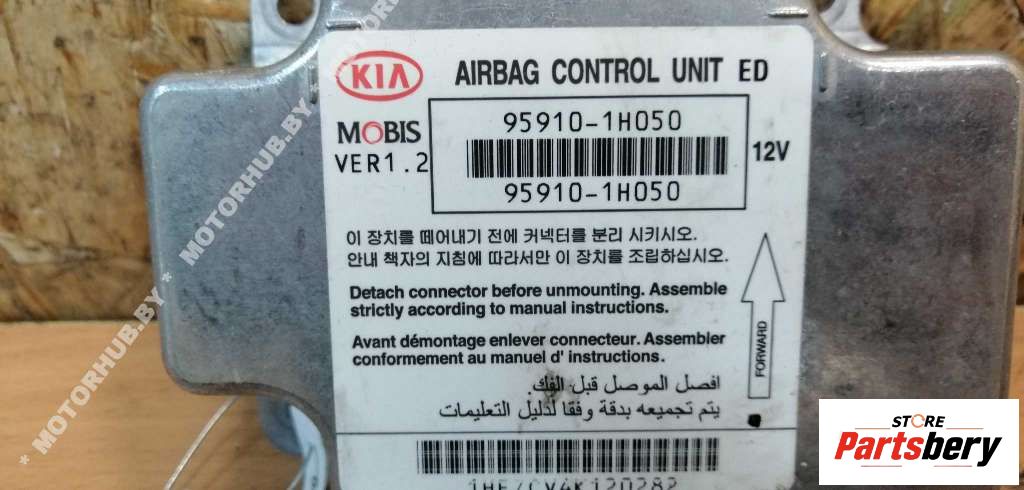 KIA AIRBAG CONTROL UNIT ED
MOBIS
VER1.2
95910-1H050
95910-1H050
12V
이 장치를 떼어내기 전에 커넥터를 분리 시키시오.
안내 책자의 지침에 따라서만 이 장치를 조립하십시오.
Detach connector before unmounting. Assemble
strictly according to manual instructions.
Avant démontage enlever connecteur. Assembler
conformement au manuel d' instructions.
افصل الموصل قبل الفك.
يتم تجميعه بدقة وفقا لدليل التعليمات
FORWARD
* MOTORHUB.BY * MOTORHUB.BY
STORE
Partsbery